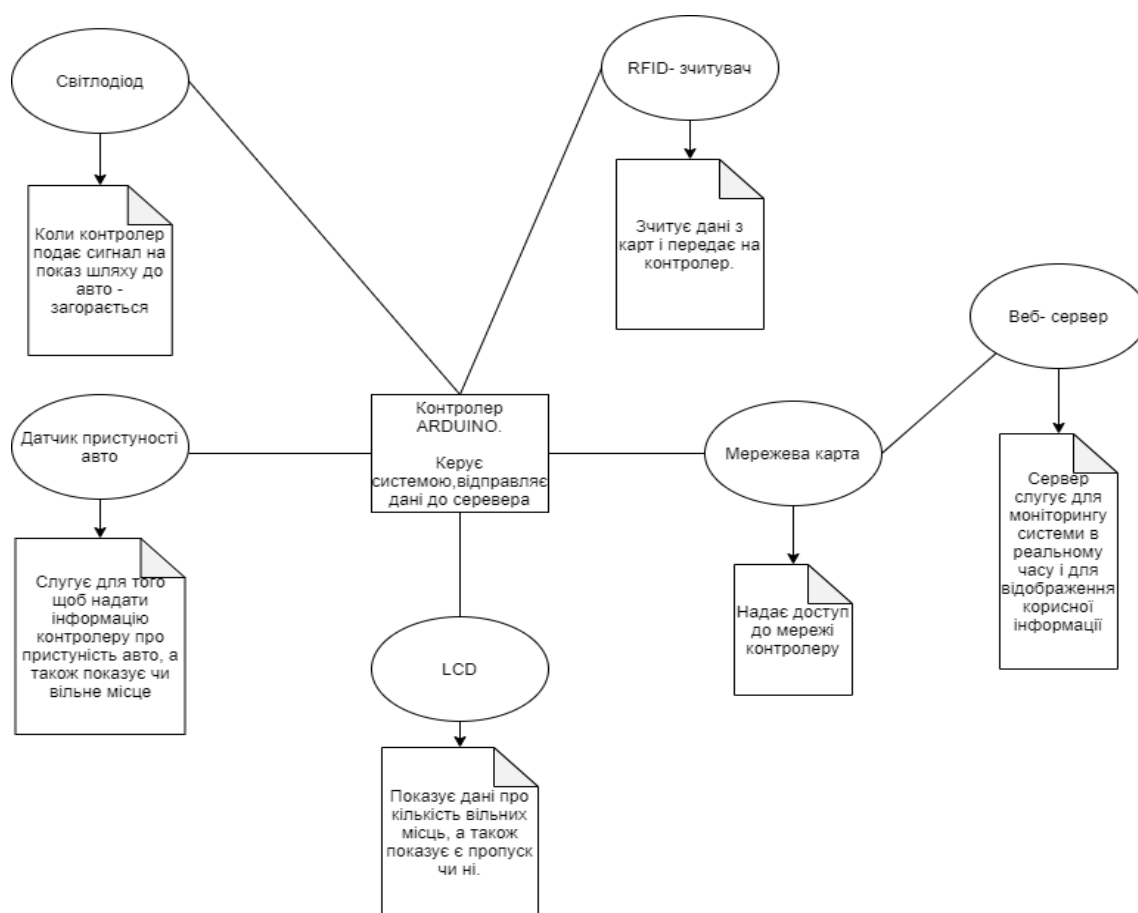 Світлодіод
RFID- зчитувач
Коли контролер
подає сигнал на
показ шляху до
авто -
загорається
Зчитує дані з
карт і передає на
контролер.
Веб- сервер
Датчик пристуності
авто
Контролер
ARDUINO.
Керує
системою,відправляє
дані до серевера
Мережева карта
Сервер
слугує для
моніторингу
системи в
реальному
часу і для
відображення
корисної
інформації
Слугує для того
щоб надати
інформацію
контролеру про
пристуність авто, а
також показує чи
вільне місце
Надає доступ
до мережі
контролеру
LCD
Показує дані про
кількість вільних
місць, а також
показує є пропуск
чи ні.